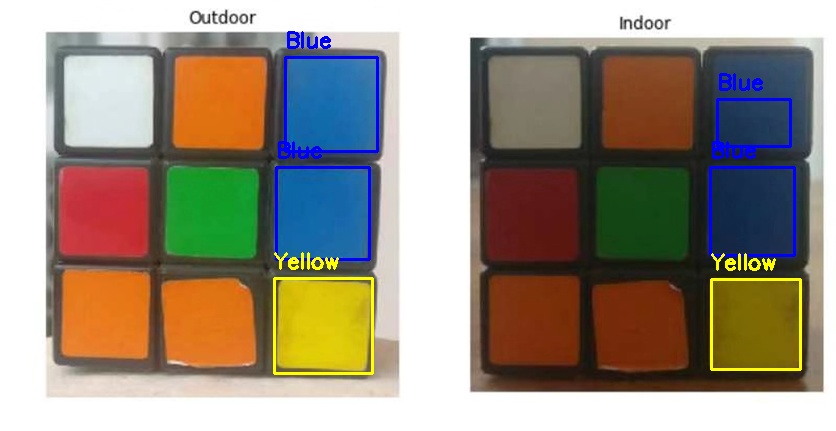 Outdoor
Indoor
Blue
Blue
Yellow
Blue
Blue
Yellow